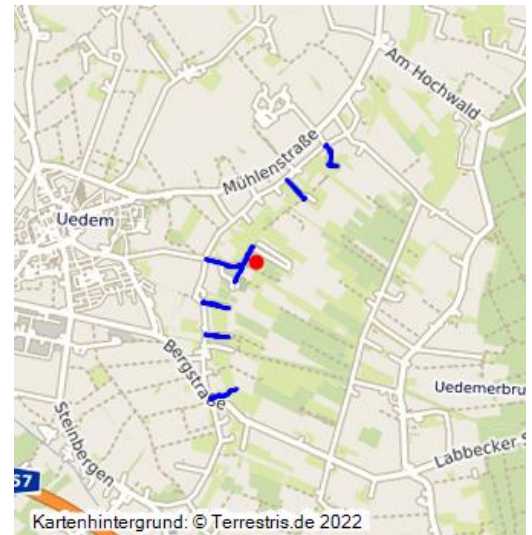 Am Hochwald
Mühlenstraße
Uedem
Bergstraße
Uedemerbru
Steinbergen
Labbecker S
57
Kartenhintergrund: © Terrestris.de 2022